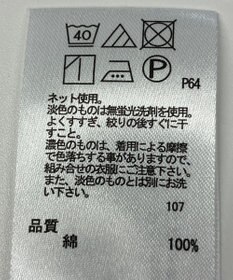 40
P
P64
ネット使用。
淡色のものは無蛍光洗剤を使用。
よくすすぎ、絞りの後すぐに干
すこと。
濃色のものは、着用による摩擦
で色落ちする事がありますので、
組み合せの衣服にご注意下さい。
また、淡色のものとは別にお洗
い下さい。
107
品質
綿 100%